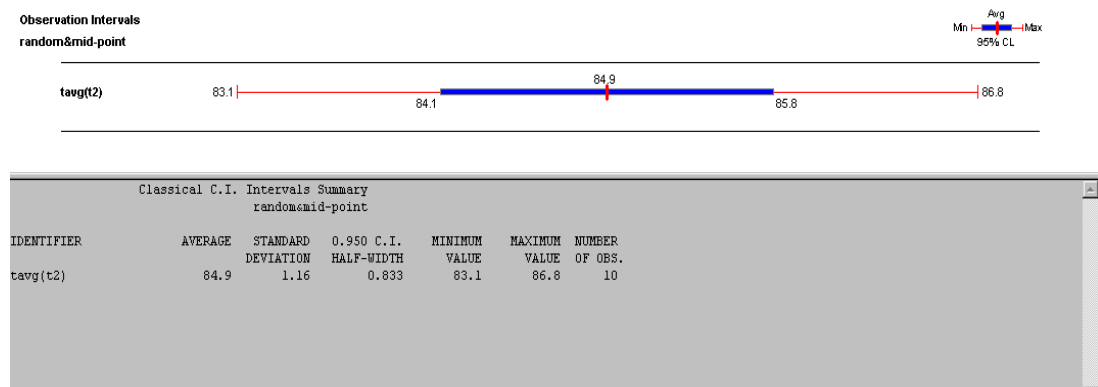 Observation Intervals
random&mid-point
Avg
Min Max
95% CL
tavg(t2) 83.1 84.1 84.9 85.8 86.8
Classical C.I. Intervals Summary
random&mid-point
IDENTIFIER AVERAGE STANDARD 0.950 C.I. MINIMUM MAXIMUM NUMBER
DEVIATION HALF-WIDTH VALUE VALUE OF OBS.
tavg(t2) 84.9 1.16 0.833 83.1 86.8 10